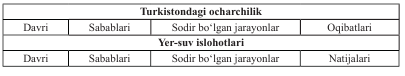 Turkistondagi ocharchilik
Davri Sabablari Sodir bo‘lgan jarayonlar Oqibatlari
Yer-suv islohotlari
Davri Sabablari Sodir bo‘lgan jarayonlar Natijalari